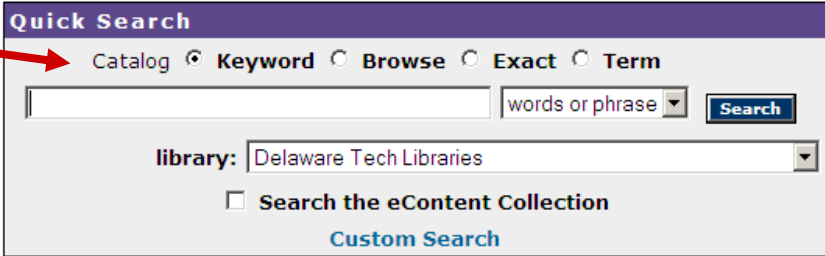 Quick Search
Catalog Keyword Browse Exact Term
words or phrase Search
library: Delaware Tech Libraries
Search the eContent Collection
Custom Search